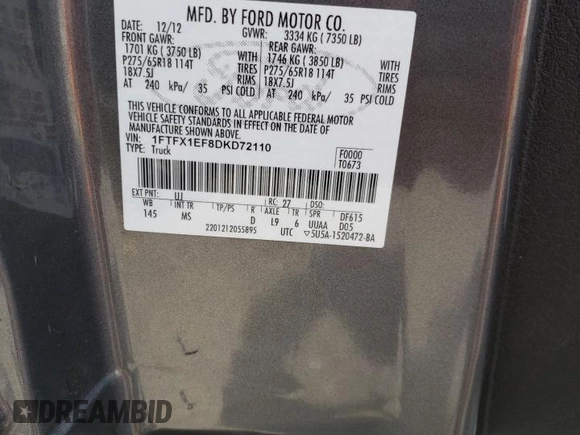 MFD. BY FORD MOTOR CO.
DATE: 12/12 GVWR: 3334 KG ( 7350 LB)
FRONT GAWR: REAR GAWR:
1701 KG ( 3750 LB) WITH 1746 KG ( 3850 LB) WITH
P275/65R18 114T TIRES P275/65R18 114T TIRES
18X7.5J RIMS 18X7.5J RIMS
AT 240 kPa/ 35 PSI COLD AT 240 kPa/ 35 PSI COLD
THIS VEHICLE CONFORMS TO ALL APPLICABLE FEDERAL MOTOR
VEHICLE SAFETY STANDARDS IN EFFECT ON THE DATE OF
MANUFACTURE SHOWN ABOVE.
VIN: 1FTFX1EF8DKD72110
TYPE: Truck
F0000
T0673
EXT PNT: UJ RC: 27 DSO:
WB INT TR TP/PS R AXLE TR SPR DF615
145 MS D L9 6 UUAA D05
2201212055895 UTC ▽5U5A-1520472-BA
DREAMBID